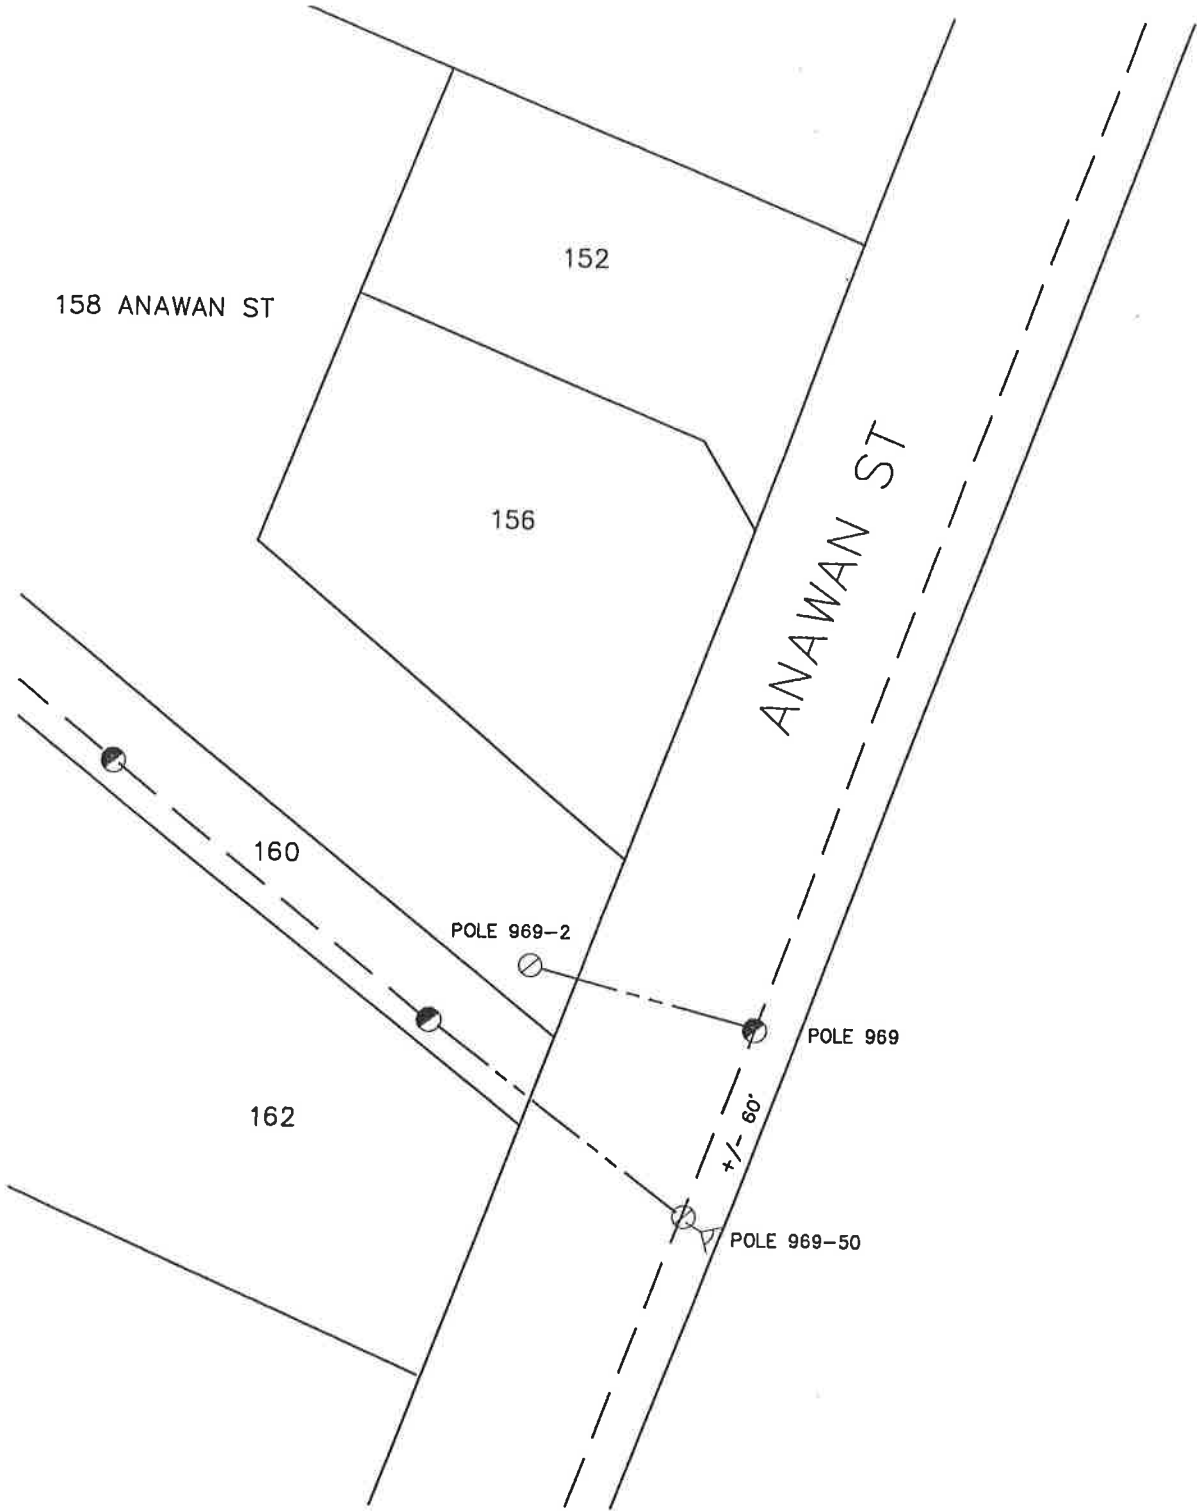 152
158 ANAWAN ST
156
ANAWAN ST
160
POLE 969-2
POLE 969
+/- 60'
162
POLE 969-50